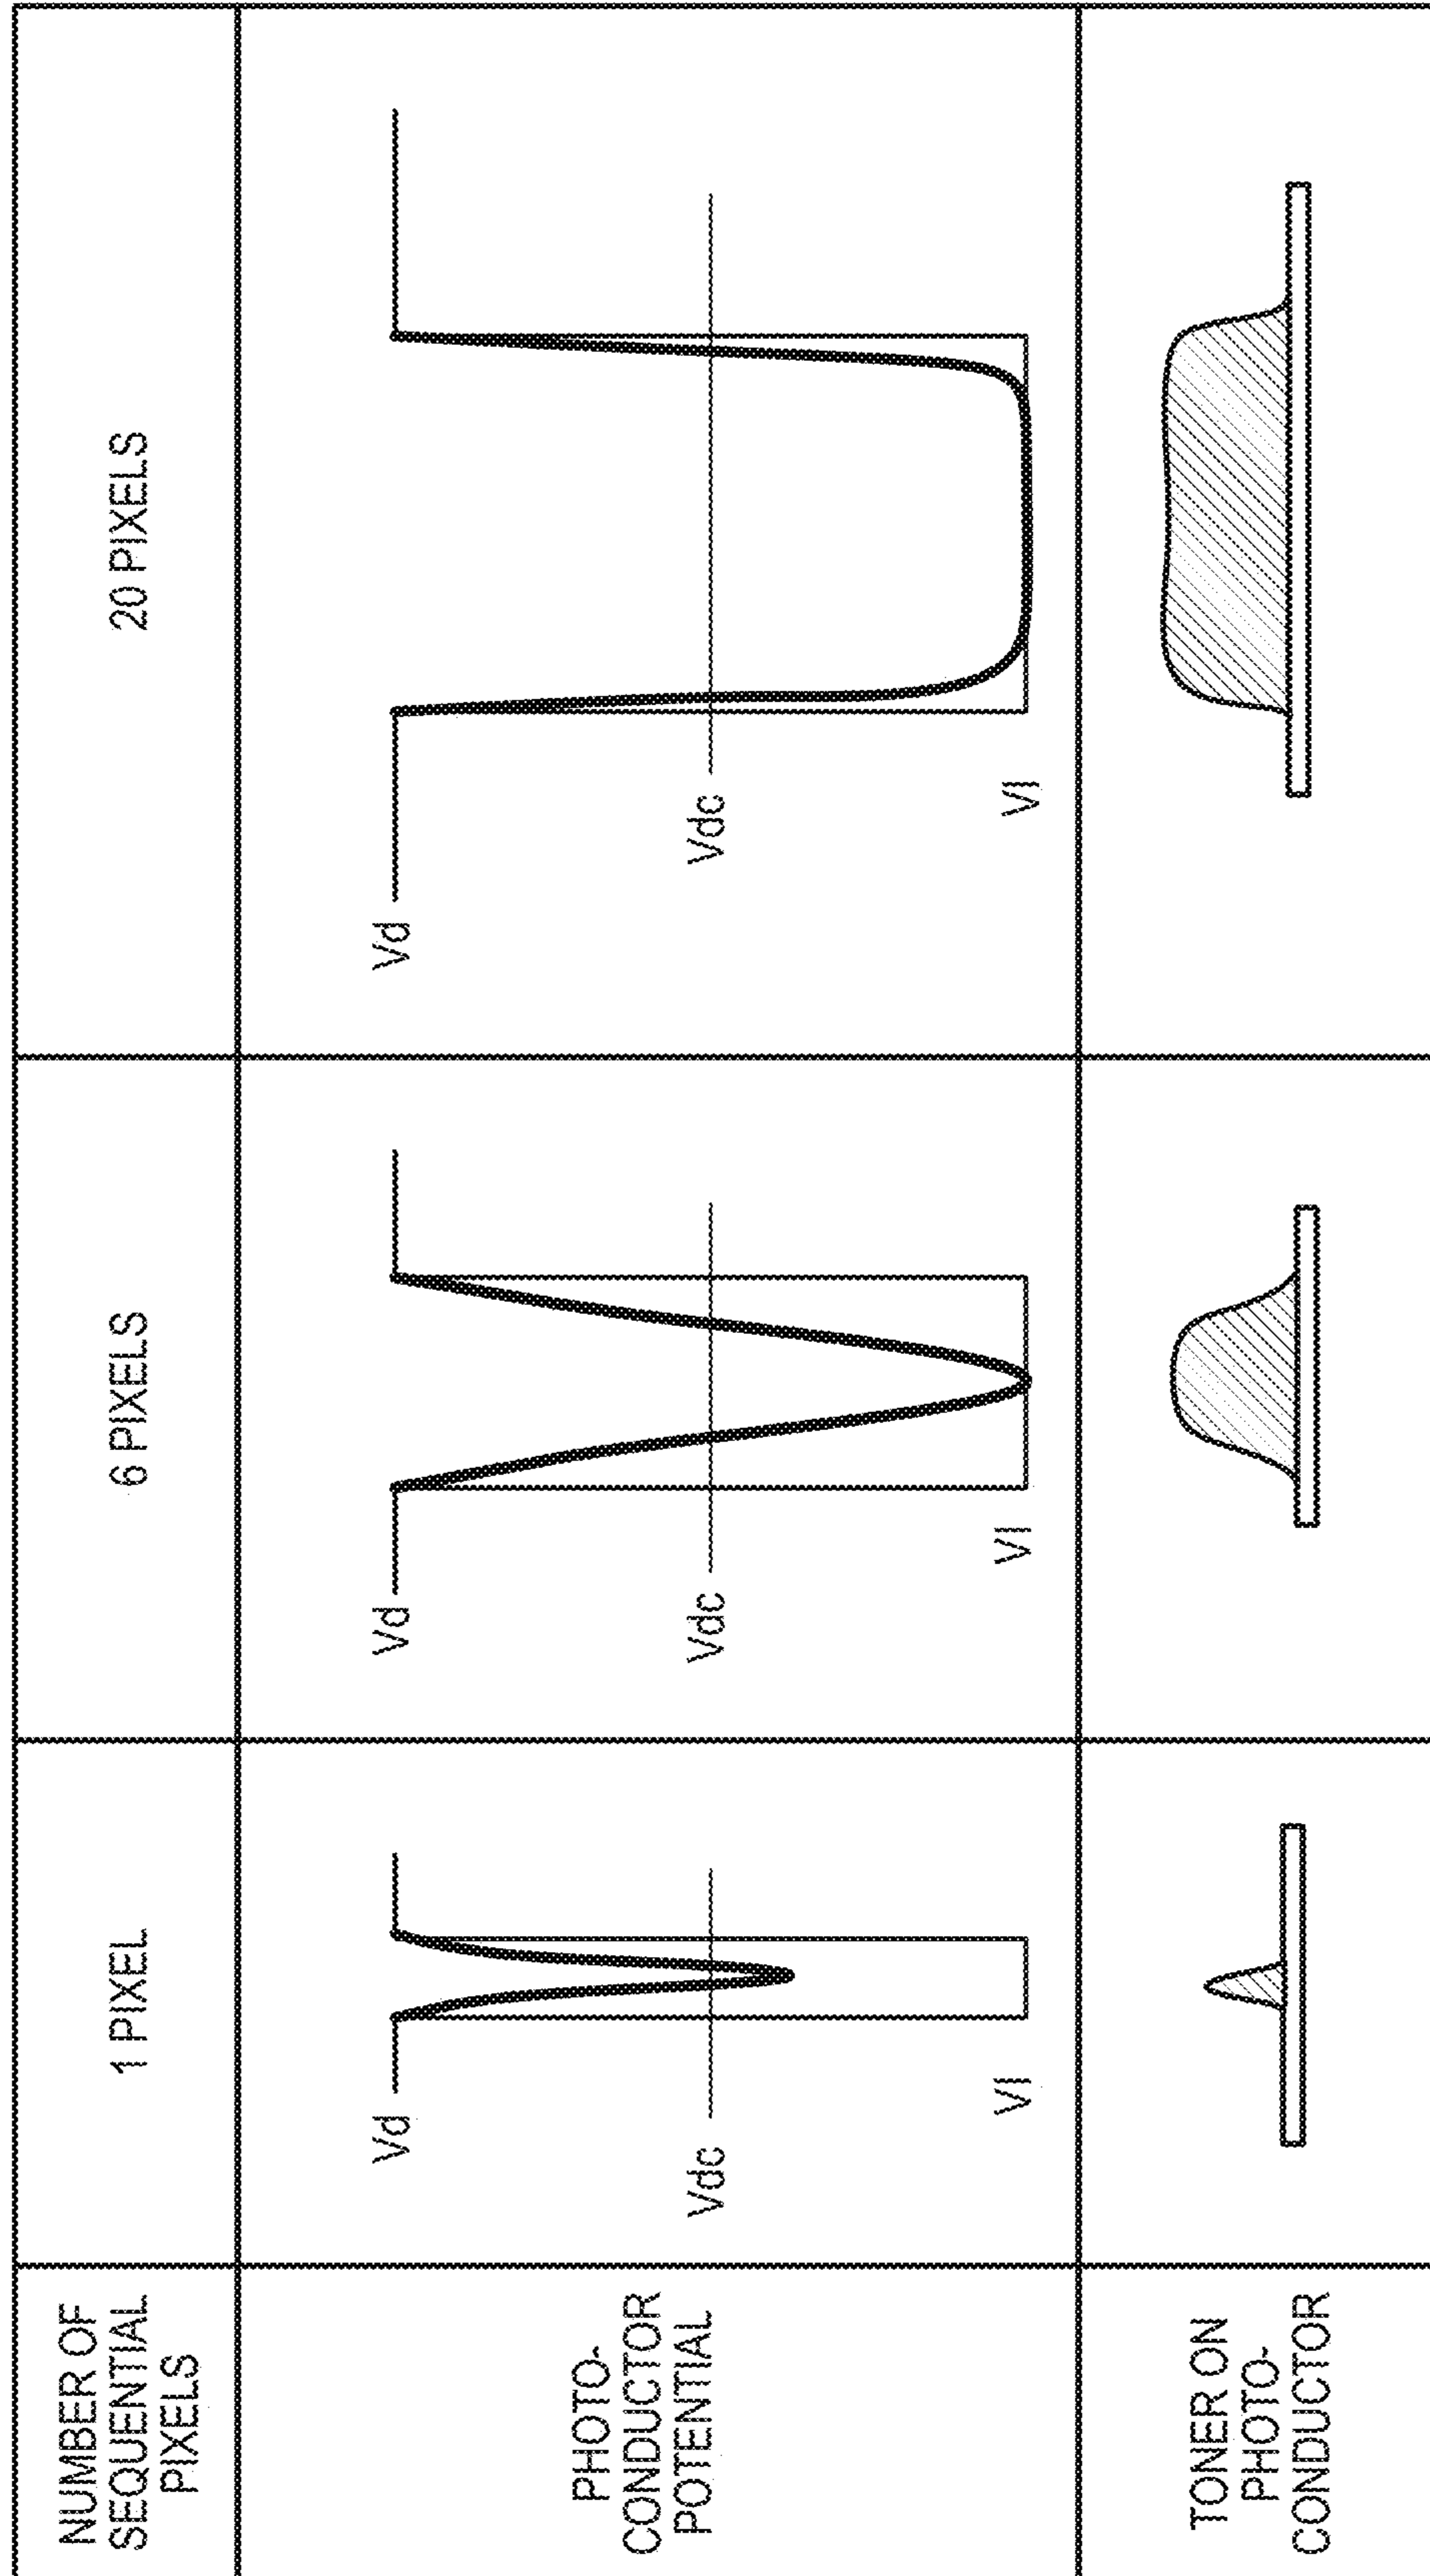 NUMBER OF
SEQUENTIAL
PIXELS
1 PIXEL
6 PIXELS
20 PIXELS
PHOTO-
CONDUCTOR
POTENTIAL
Vd
Vdc
Vl
Vd
Vdc
Vl
Vd
Vdc
Vl
TONER ON
PHOTO-
CONDUCTOR